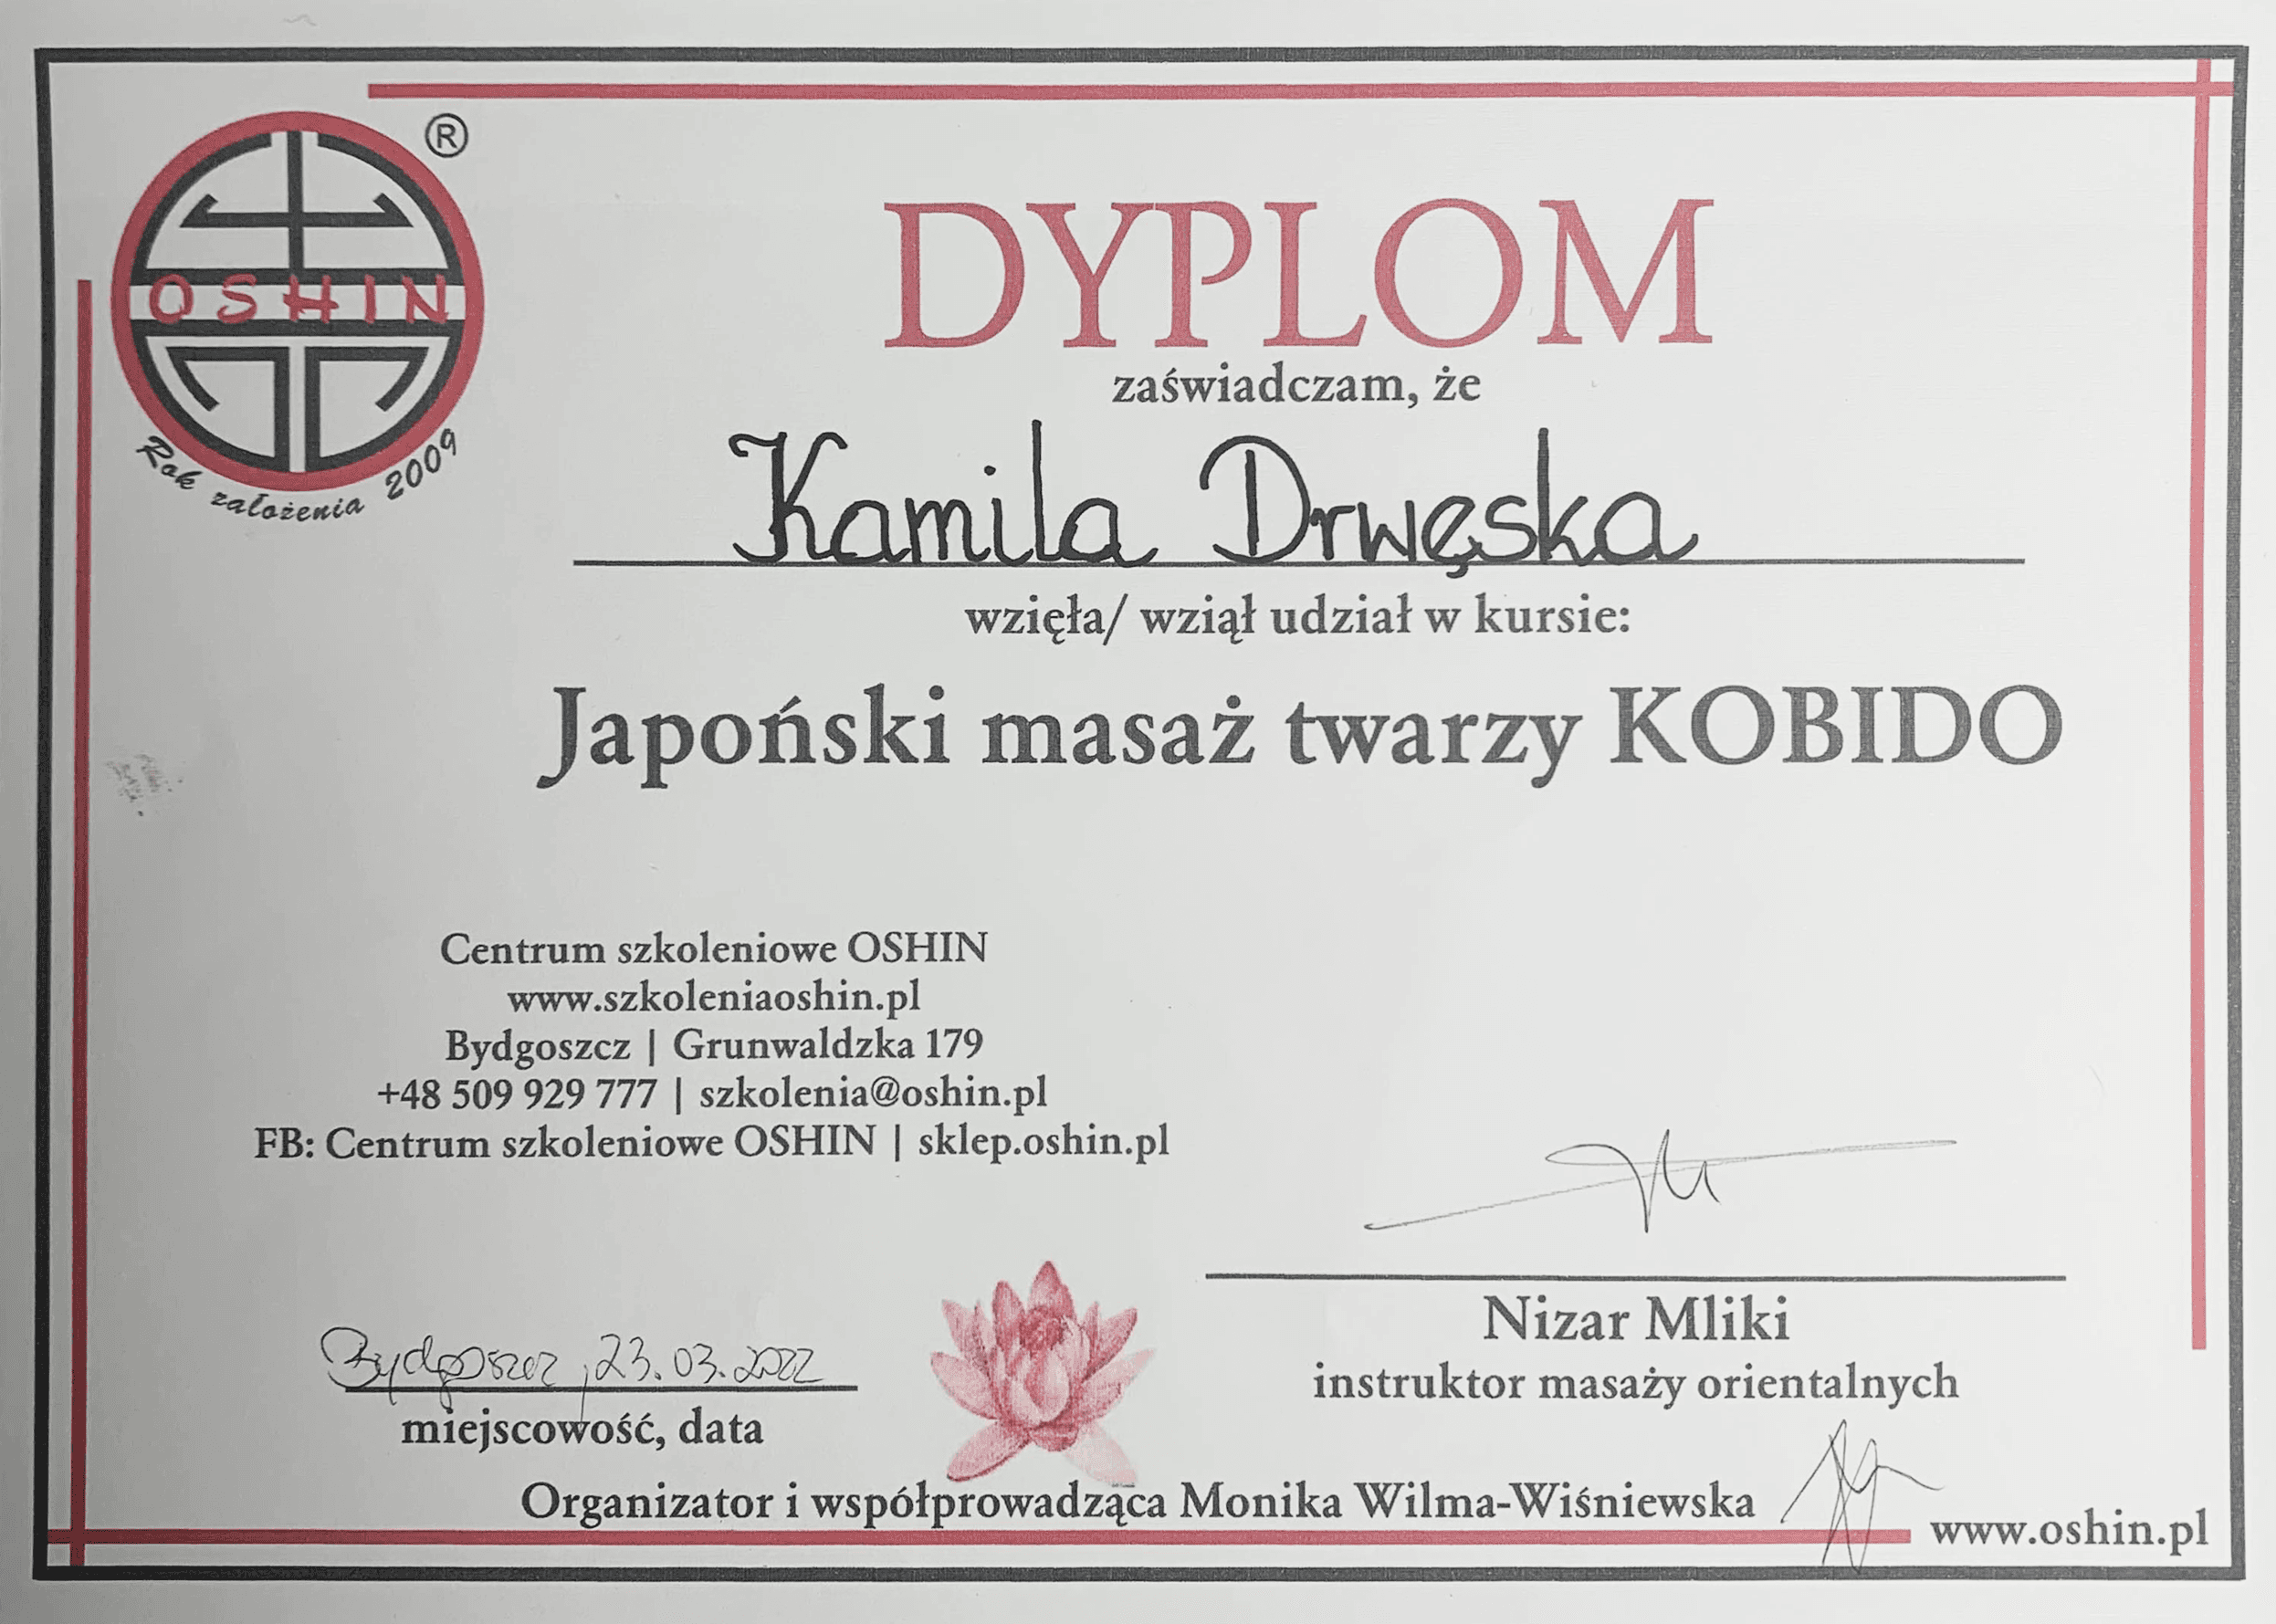 ®
OSHIN
Rok założenia 2009
DYPLOM
zaświadczam, że
Kamila Drwęska
wzięła/ wziął udział w kursie:
Japoński masaż twarzy KOBIDO
Centrum szkoleniowe OSHIN
www.szkoleniaoshin.pl
Bydgoszcz | Grunwaldzka 179
+48 509 929 777 | szkolenia@oshin.pl
FB: Centrum szkoleniowe OSHIN | sklep.oshin.pl
Bydgoszcz, 23.03.2022
miejscowość, data
Nizar Mliki
instruktor masaży orientalnych
Organizator i współprowadząca Monika Wilma-Wiśniewska
www.oshin.pl